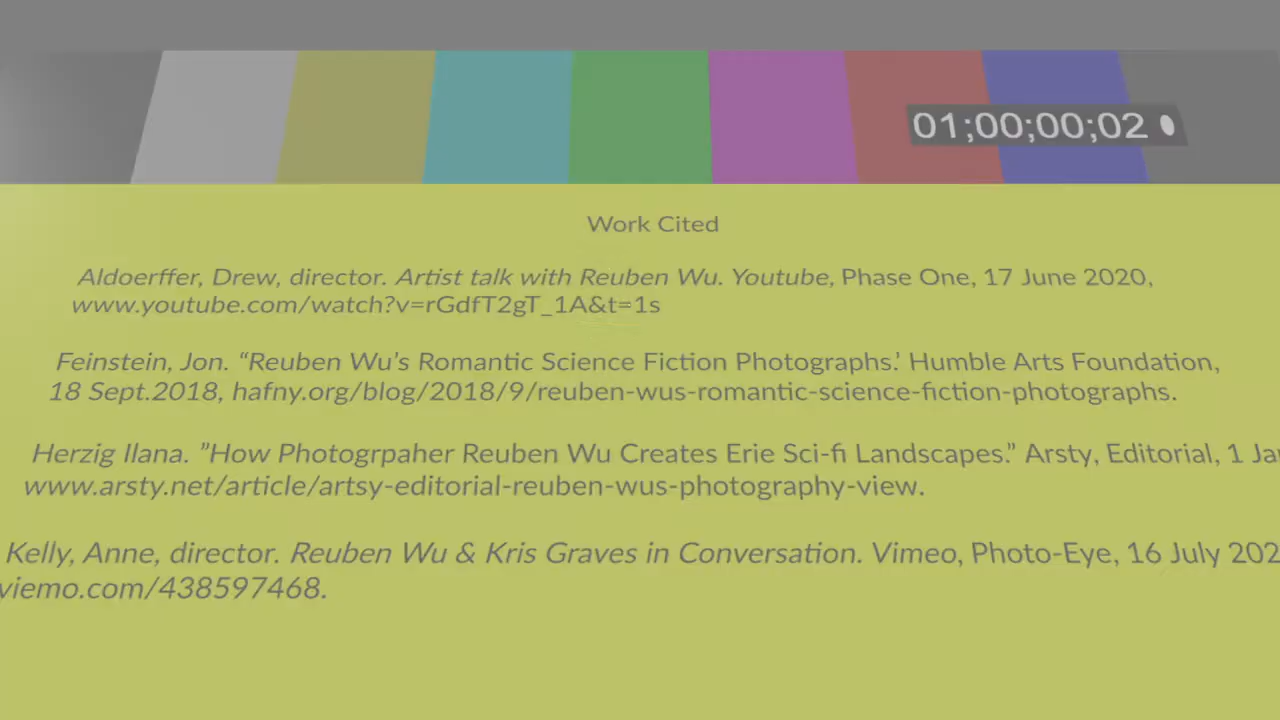 01;00;00;02
Work Cited
Aldoerffer, Drew, director. Artist talk with Reuben Wu. Youtube, Phase One, 17 June 2020,
www.youtube.com/watch?v=rGdfT2gT_1A&t=1s
Feinstein, Jon. “Reuben Wu’s Romantic Science Fiction Photographs.’ Humble Arts Foundation,
18 Sept.2018, hafny.org/blog/2018/9/reuben-wus-romantic-science-fiction-photographs.
Herzig Ilana. ”How Photogrpaher Reuben Wu Creates Erie Sci-fi Landscapes.” Arsty, Editorial, 1
www.arsty.net/article/artsy-editorial-reuben-wus-photography-view.
Kelly, Anne, director. Reuben Wu & Kris Graves in Conversation. Vimeo, Photo-Eye, 16 July
viemo.com/438597468.